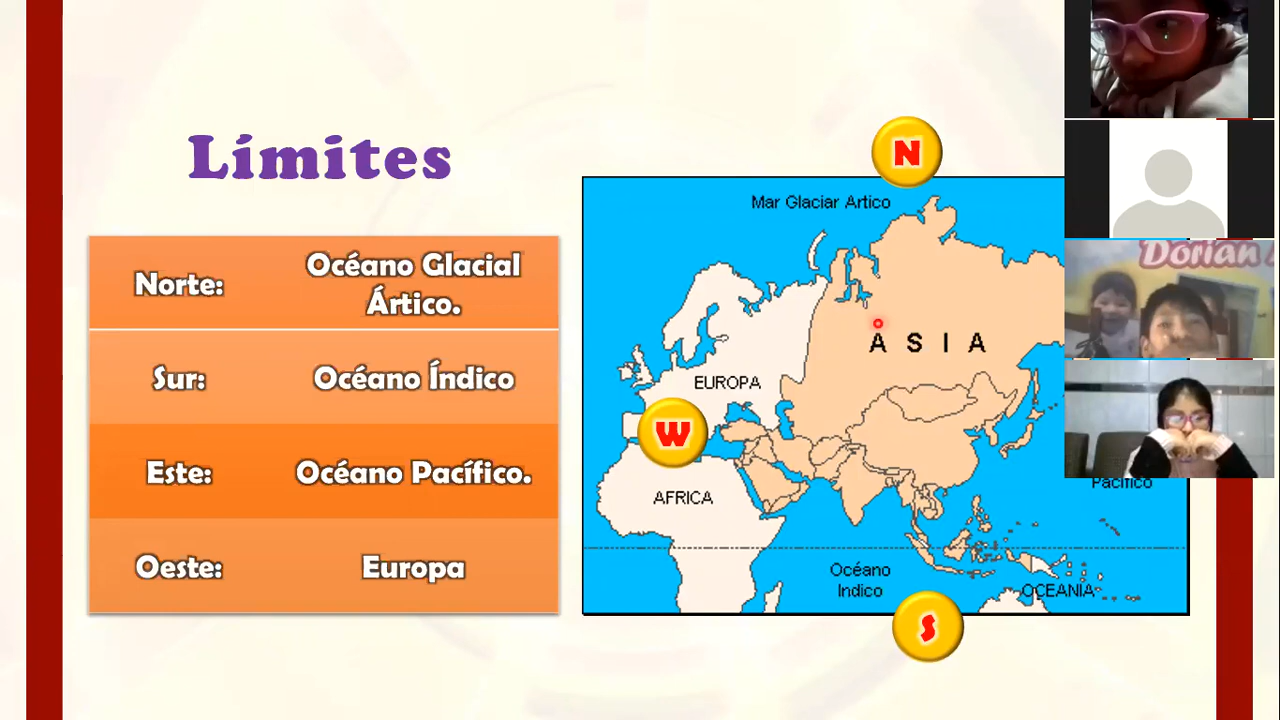 Límites
Norte:
Océano Glacial
Ártico.
Sur:
Océano Índico
Este:
Océano Pacífico.
Oeste:
Europa
N
Mar Glaciar Artico
A S I A
EUROPA
W
AFRICA
Pacífico
Océano
Indico
OCEANIA
S
Dorian